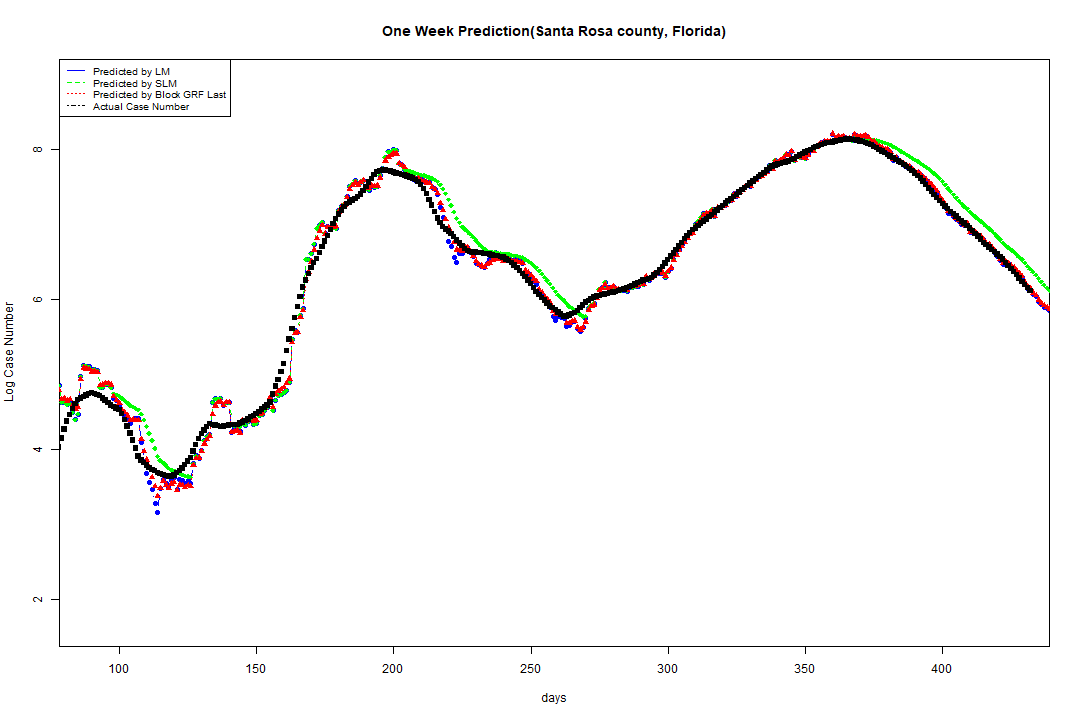 One Week Prediction(Santa Rosa county, Florida)
Predicted by LM
Predicted by SLM
Predicted by Block GRF Last
Actual Case Number
8
6
4
2
Log Case Number
100 150 200 250 300 350 400
days